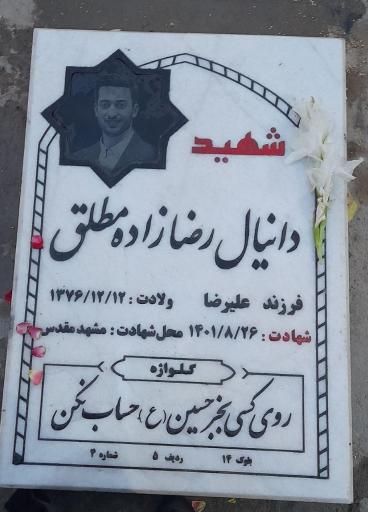 شهید
دانیال رضازاده مطلق
فرزند علیرضا ولادت : ۱۳۷۶/۱۲/۱۲
شهادت : ۱۴۰۱/۸/۲۶ محل شهادت : مشهد مقدس
گلواژه
روی کسی بجز حسین (ع) حساب نکن
بلوک ۱۴ ردیف ۵ شماره ۴